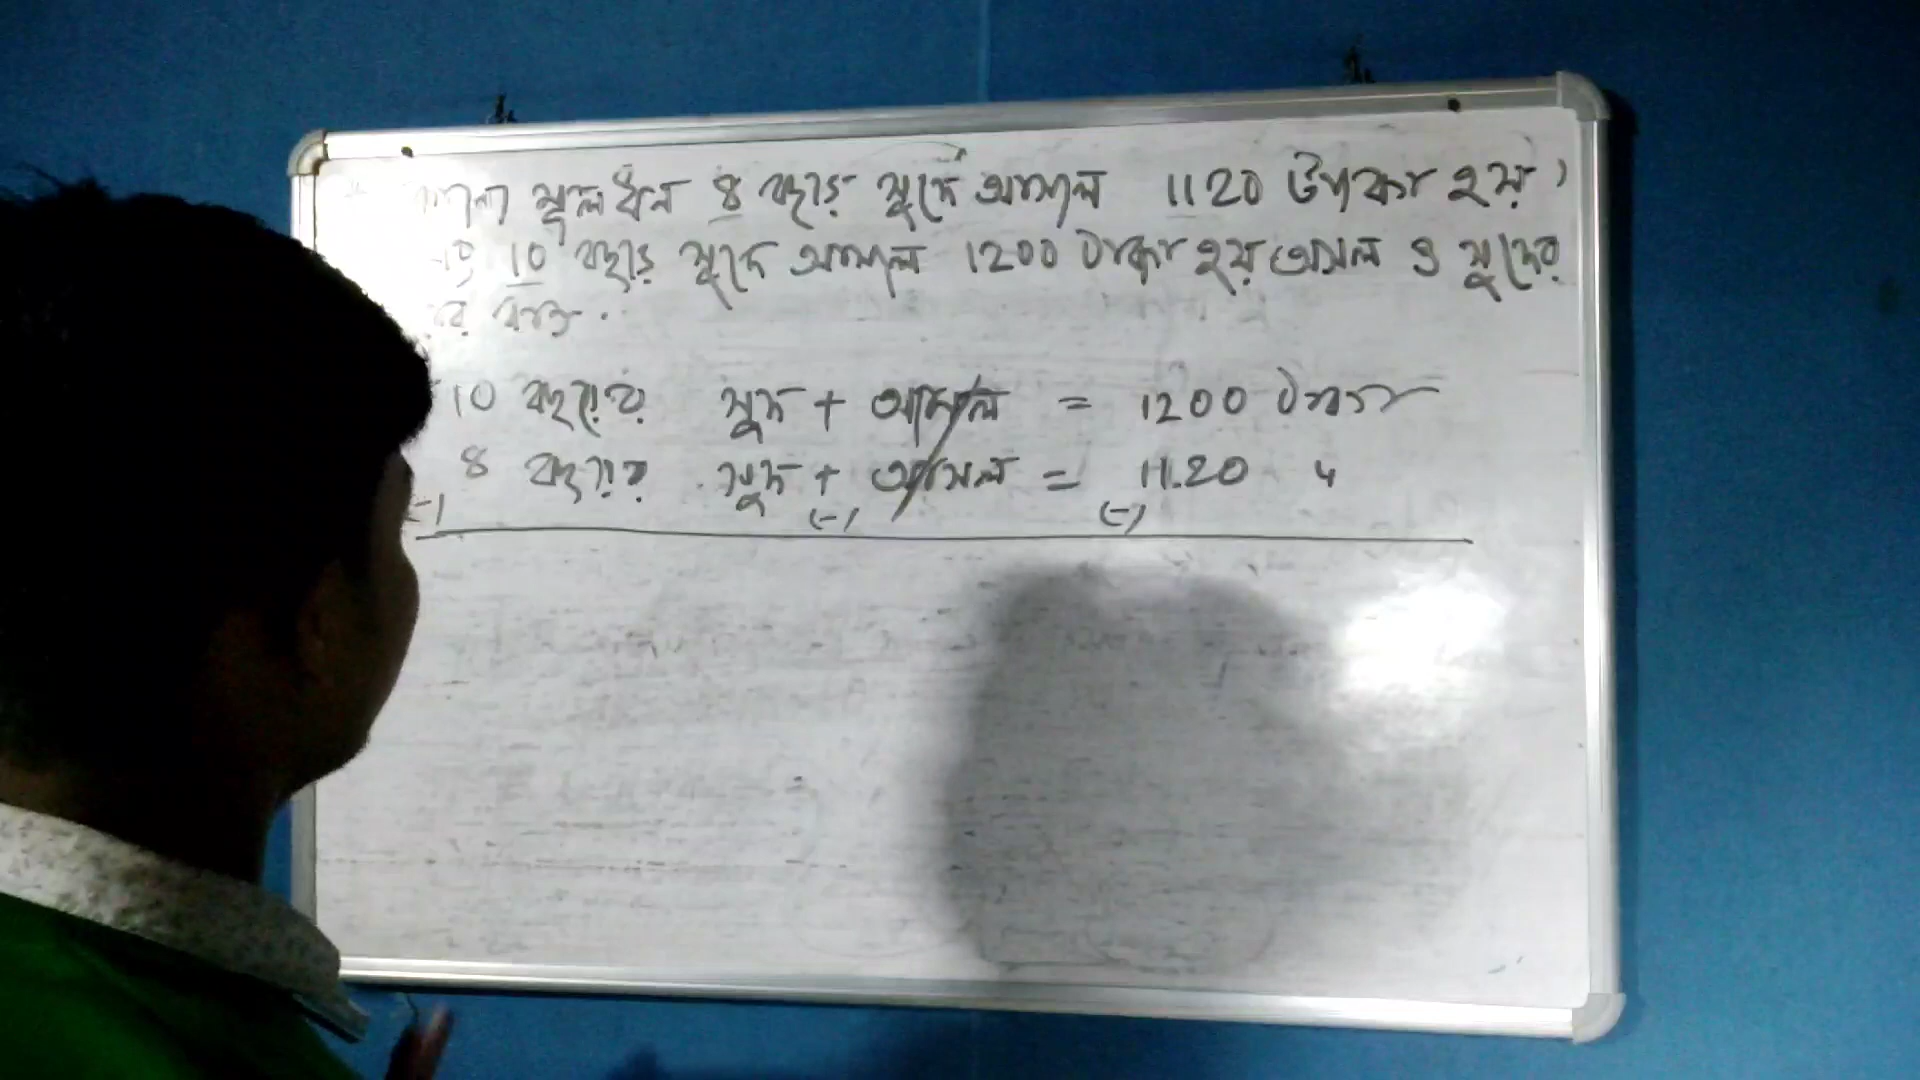 মূলধন 8 বছরে সুদে আসলে 1120 টাকা হয়।
10 বছরে সুদে আসলে 1200 টাকা হয় আসল ও সুদের
কত.
10 বছরের সুদ + আসল = 1200 টাকা
8 বছরের সুদ + আসল = 1120 "
(-) (-) (-)